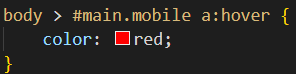 body > #main.mobile a:hover {
    color: red;
}